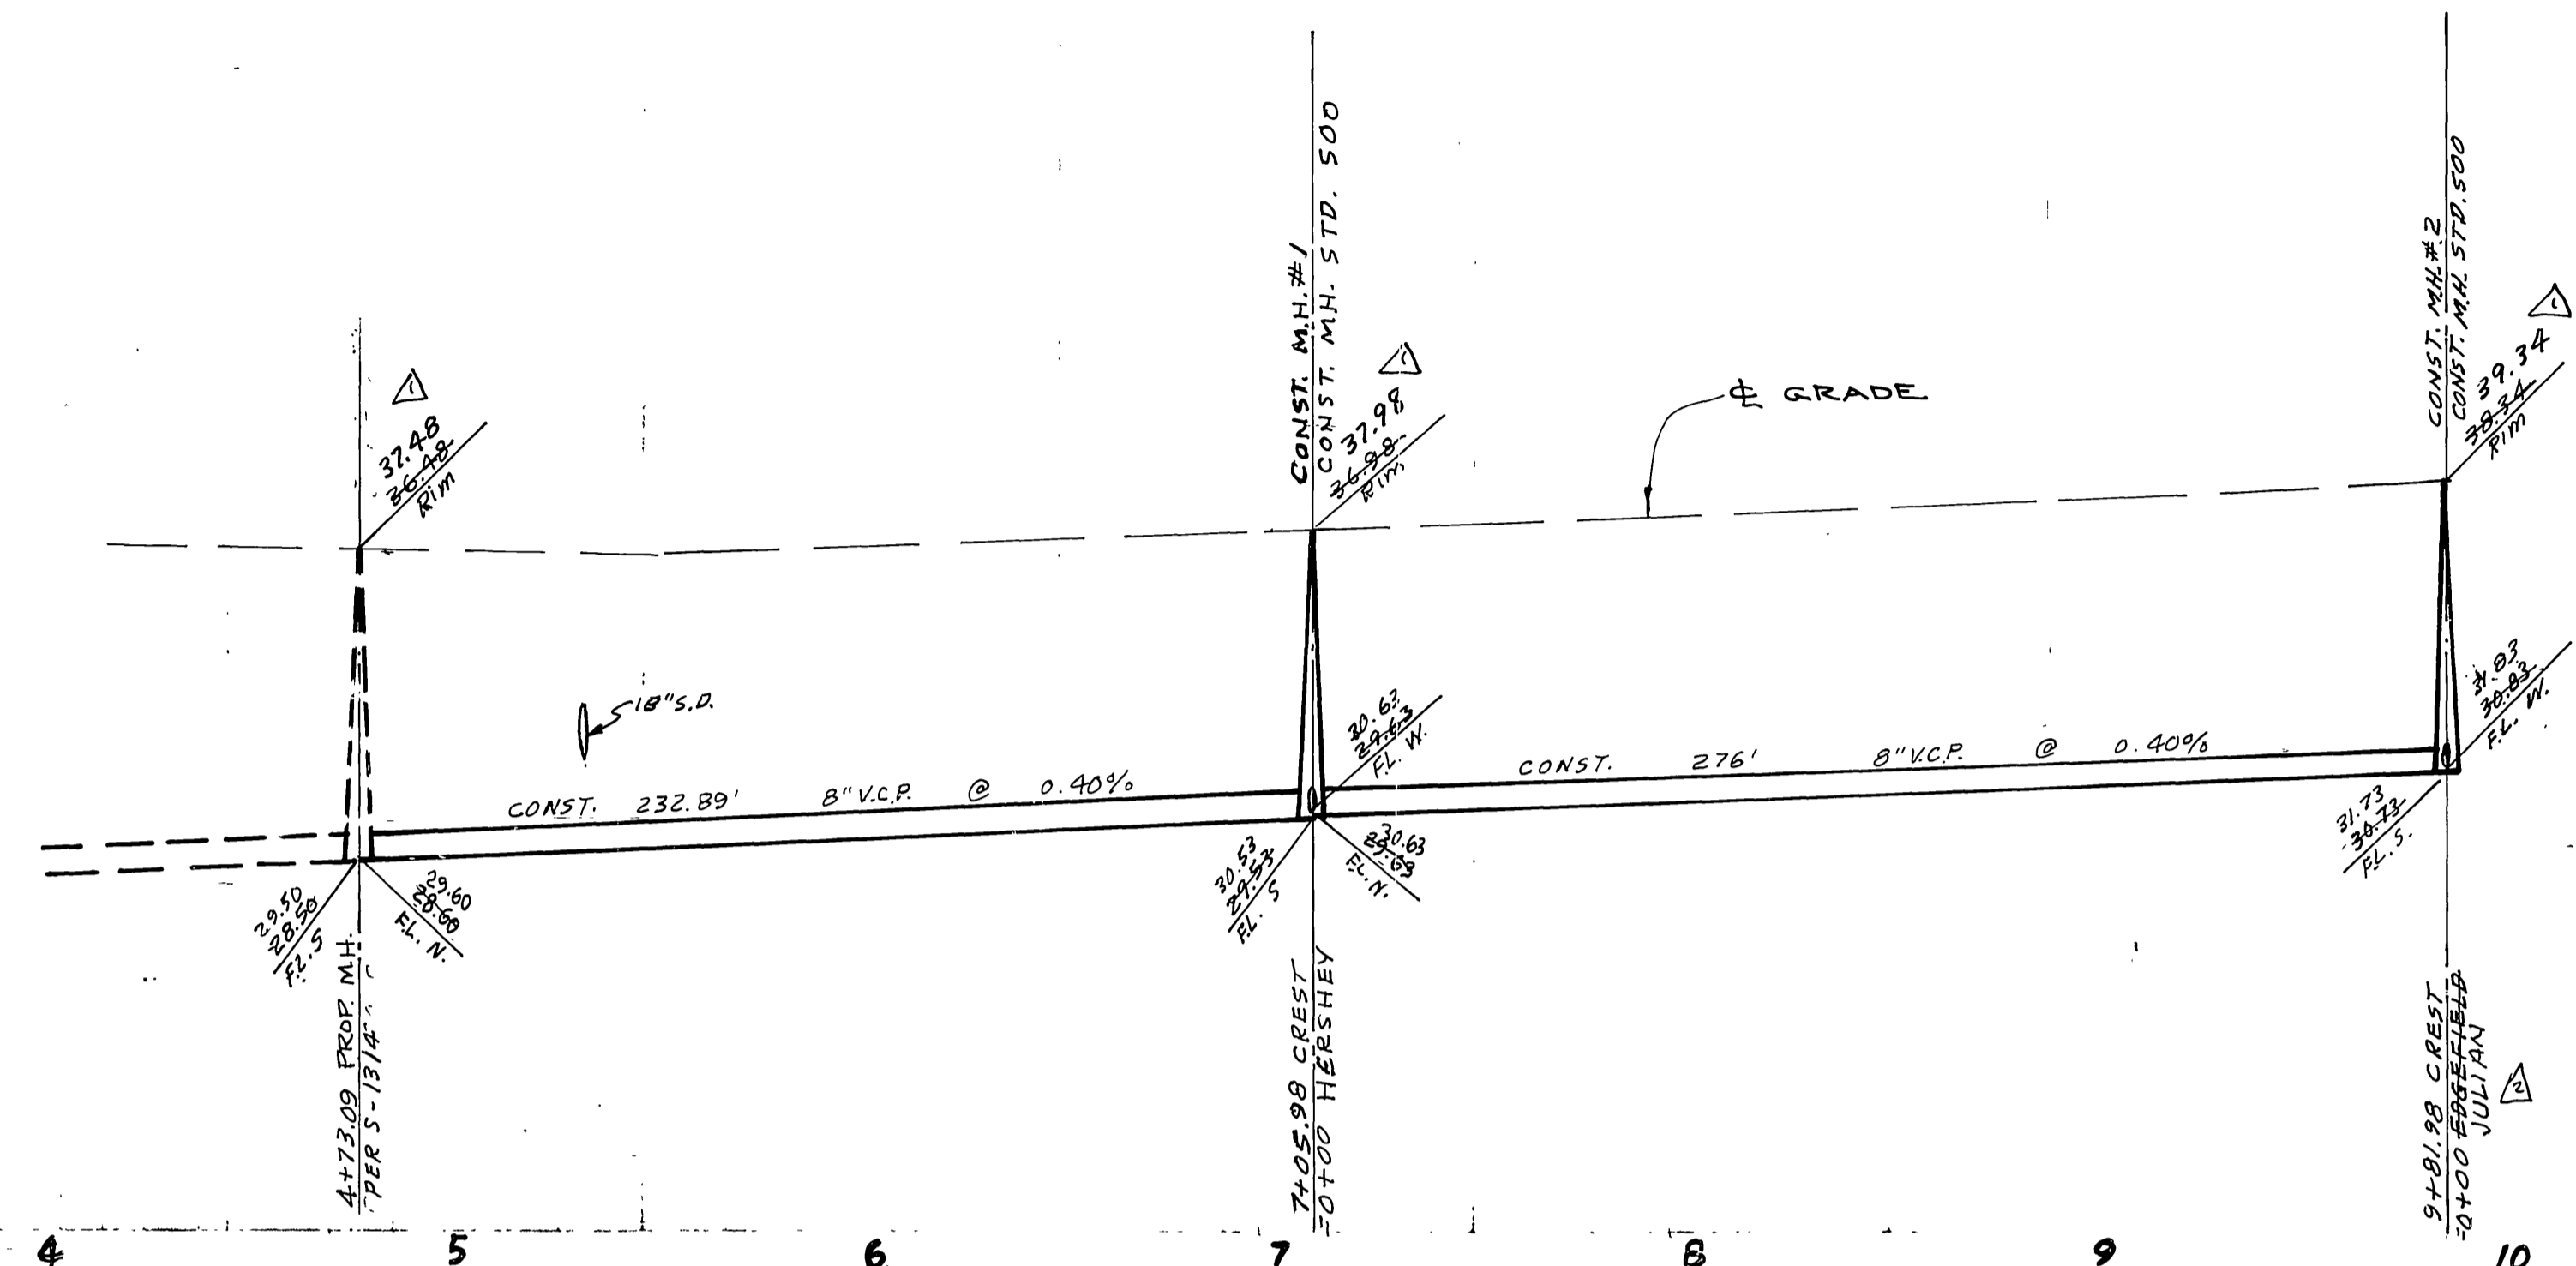 CONST. M.H. #1
CONST. M.H. STD. 500
CONST. M.H. #2
CONST. M.H. STD. 500
1
37.48
36.48
Rim
1
37.98
36.98
Rim
₵ GRADE
1
39.34
38.34
Rim
18" S.D.
CONST. 232.89' 8" V.C.P. @ 0.40%
30.63
29.63
F.L. W.
CONST. 276' 8" V.C.P. @ 0.40%
31.83
30.83
F.L. W.
29.50
28.50
F.L. S
29.60
28.60
F.L. N.
30.53
29.53
F.L. S
30.63
29.63
F.L. N.
31.73
30.73
F.L. S.
4+73.09 PROP. M.H.
PER S-1314
7+05.98 CREST
=0+00 HERSHEY
9+81.98 CREST
=0+00 EDGEFIELD
JULIAN
2
4 5 6 7 8 9 10